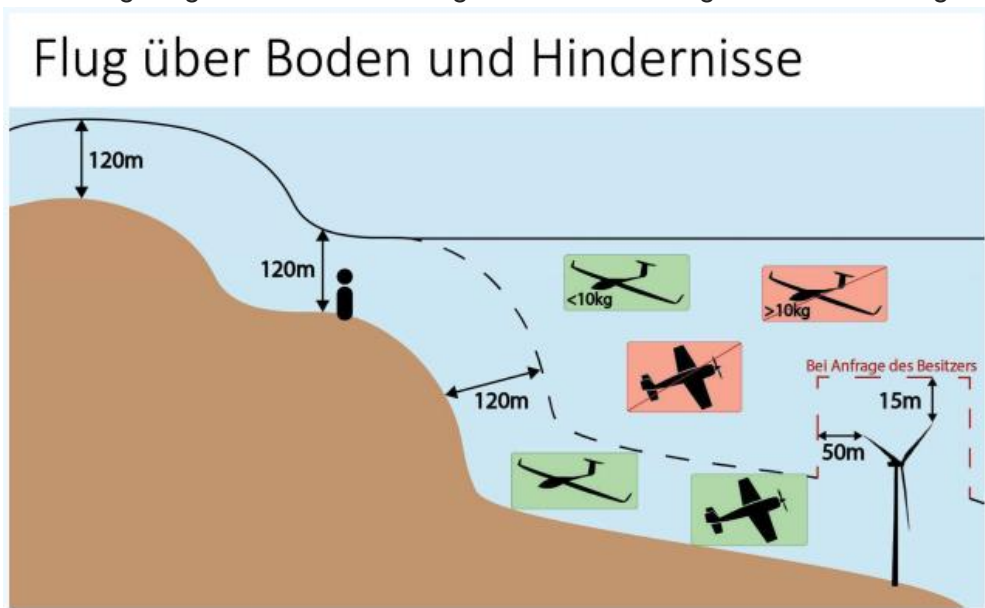 Flug über Boden und Hindernisse
120m
120m
<10kg
>10kg
Bei Anfrage des Besitzers
15m
120m
50m